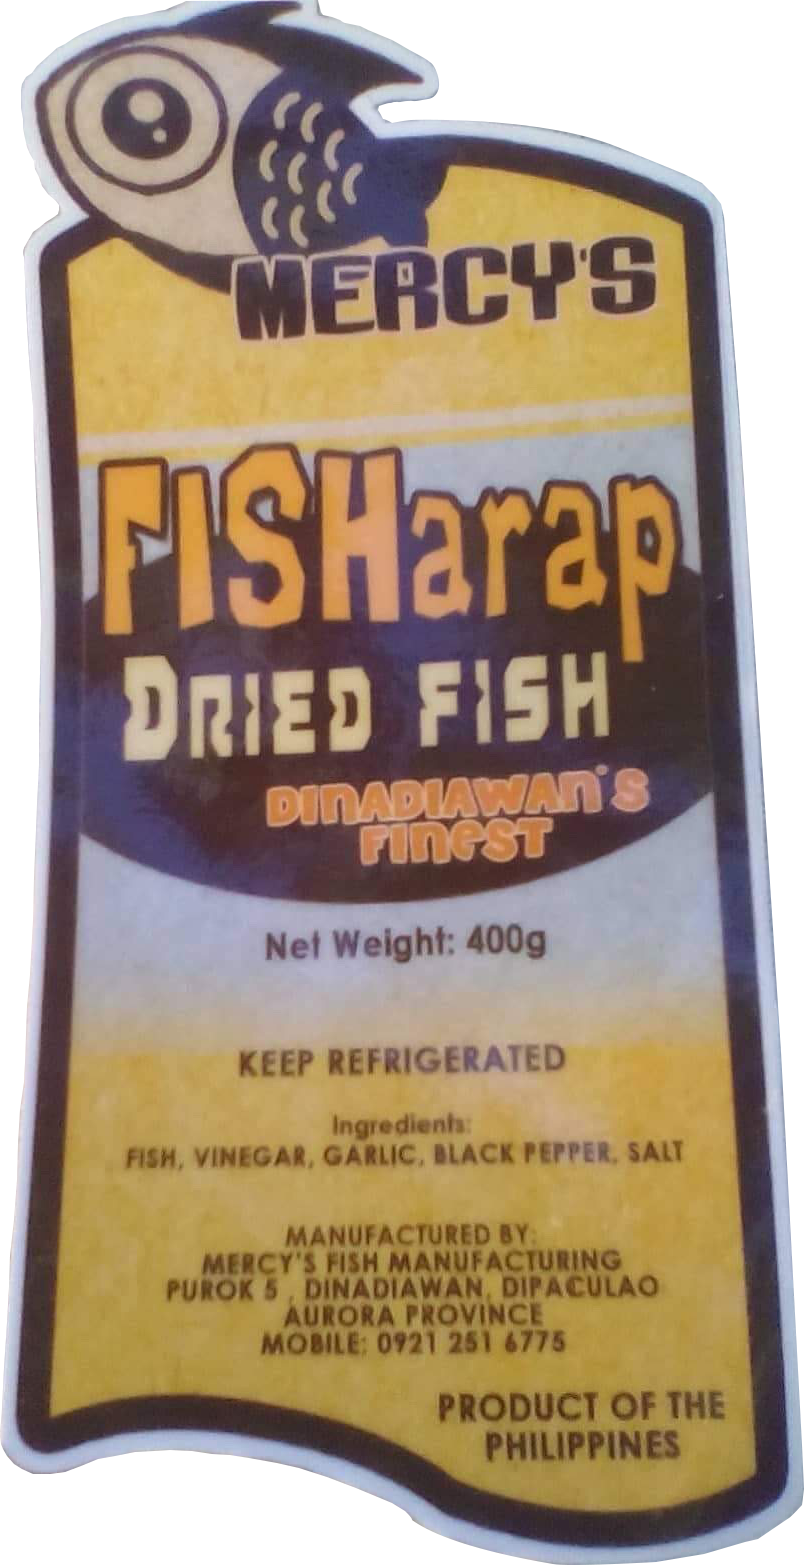 MERCY'S
FISHarap
DRIED FISH
DINADIAWAN'S
FINEST
Net Weight: 400g
KEEP REFRIGERATED
Ingredients:
FISH, VINEGAR, GARLIC, BLACK PEPPER, SALT
MANUFACTURED BY:
MERCY'S FISH MANUFACTURING
PUROK 5 , DINADIAWAN, DIPACULAO
AURORA PROVINCE
MOBILE: 0921 251 6775
PRODUCT OF THE
PHILIPPINES